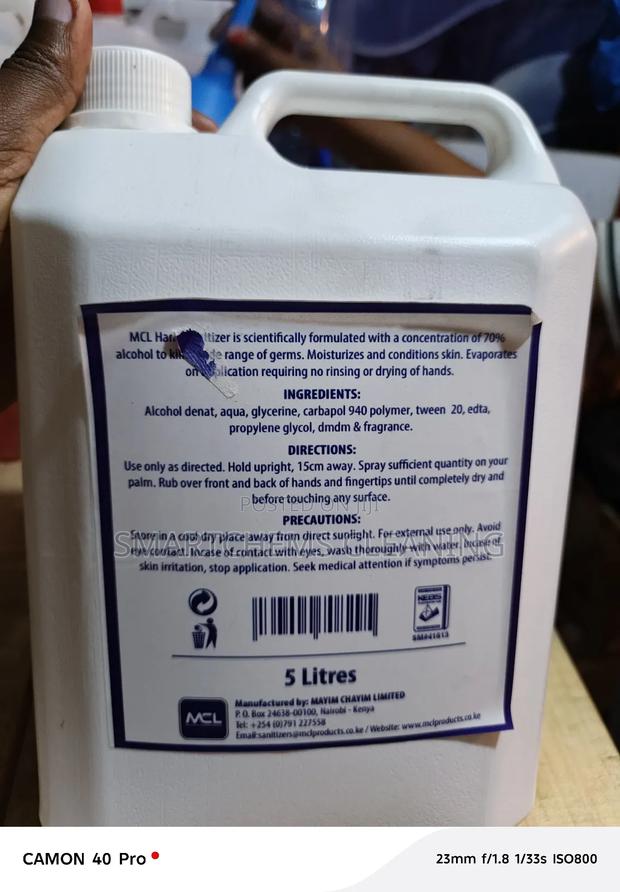 MCL Hand Sanitizer is scientifically formulated with a concentration of 70%
alcohol to kill wide range of germs. Moisturizes and conditions skin. Evaporates
on application requiring no rinsing or drying of hands.
INGREDIENTS:
Alcohol denat, aqua, glycerine, carbapol 940 polymer, tween 20, edta,
propylene glycol, dmdm & fragrance.
DIRECTIONS:
Use only as directed. Hold upright, 15cm away. Spray sufficient quantity on your
palm. Rub over front and back of hands and fingertips until completely dry and
before touching any surface.
POSTED ON JIJI
PRECAUTIONS:
Store in a cool dry place away from direct sunlight. For external use only. Avoid
eye contact. Incase of contact with eyes, wash thoroughly with water. Incase of
skin irritation, stop application. Seek medical attention if symptoms persist.
KEBS
SM#41613
5 Litres
MCL
Manufactured by: MAYIM CHAYIM LIMITED
P. O. Box 24638-00100, Nairobi - Kenya
Tel: +254 (0)791 227558
Email:sanitizers@mclproducts.co.ke / Website: www.mclproducts.co.ke
CAMON 40 Pro
23mm f/1.8 1/33s ISO800